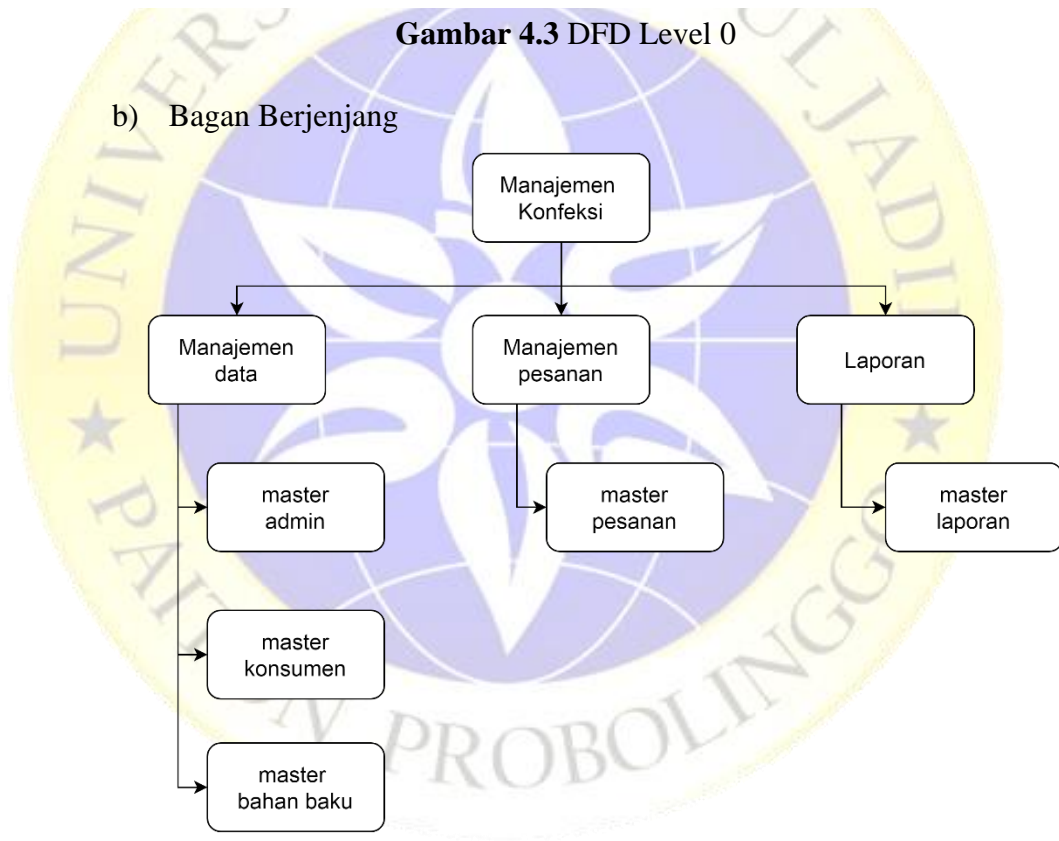 Gambar 4.3 DFD Level 0
b) Bagan Berjenjang
Manajemen
Konfeksi
Manajemen
data
Manajemen
pesanan
Laporan
master
admin
master
pesanan
master
laporan
master
konsumen
master
bahan baku
PROBOLINGGO